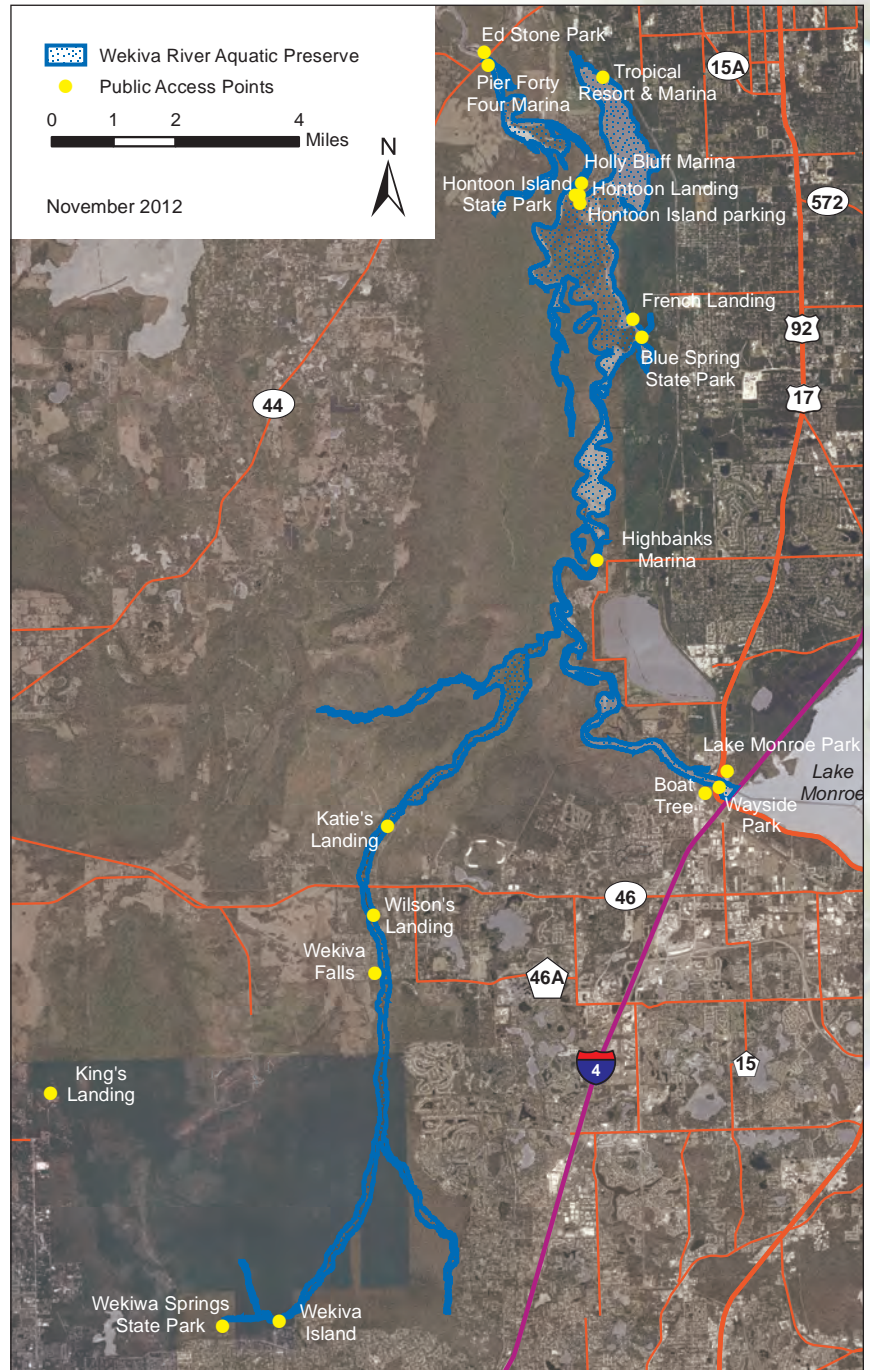 Wekiva River Aquatic Preserve
Public Access Points
0 1 2 4
Miles
N
November 2012
Ed Stone Park
Pier Forty
Four Marina
Tropical
Resort & Marina
15A
Holly Bluff Marina
Hontoon Island
State Park
Hontoon Landing
Hontoon Island parking
572
French Landing
92
Blue Spring
State Park
17
44
Highbanks
Marina
Lake Monroe Park
Lake
Monroe
Boat
Tree
Wayside
Park
Katie's
Landing
46
Wilson's
Landing
Wekiva
Falls
46A
4
15
King's
Landing
Wekiwa Springs
State Park
Wekiva
Island